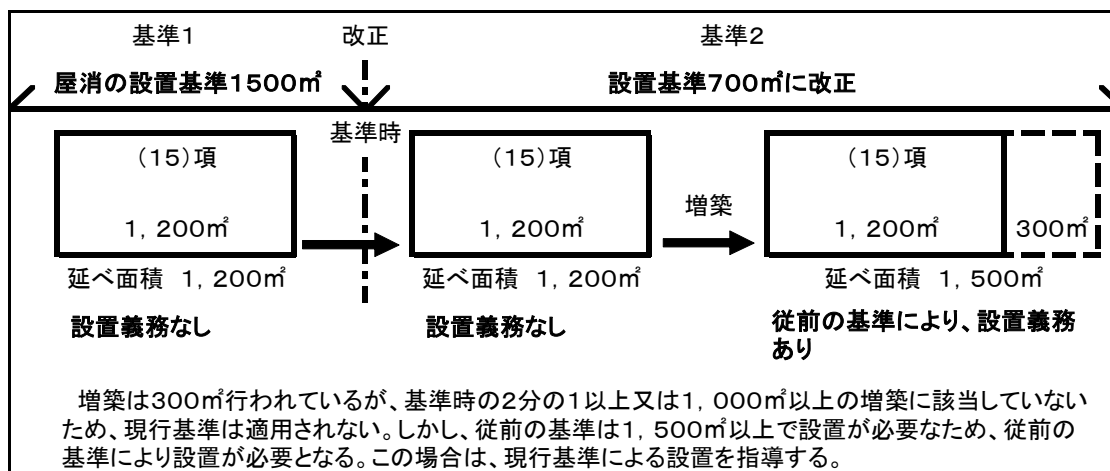 基準1　改正　基準2
屋消の設置基準1500㎡　設置基準700㎡に改正
基準時
(15)項　(15)項　(15)項
増築
1，200㎡　1，200㎡　1，200㎡　300㎡
延べ面積　1，200㎡　延べ面積　1，200㎡　延べ面積　1，500㎡
設置義務なし　設置義務なし　従前の基準により、設置義務
あり
増築は300㎡行われているが、基準時の2分の1以上又は1，000㎡以上の増築に該当していない
ため、現行基準は適用されない。しかし、従前の基準は1，500㎡以上で設置が必要なため、従前の
基準により設置が必要となる。この場合は、現行基準による設置を指導する。